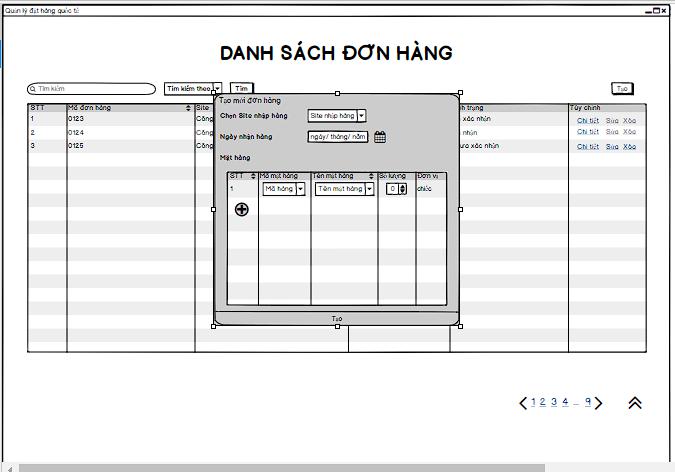 Quản lý đặt hàng quốc tế
DANH SÁCH ĐƠN HÀNG
Tìm kiếm
Tìm kiếm theo
Tìm
Tạo
STT Mã đơn hàng Site h trạng Tùy chỉnh
1 0123 Công xác nhận Chi tiết Sửa Xóa
2 0124 Công nhận Chi tiết Sửa Xóa
3 0125 Công ưa xác nhận Chi tiết Sửa Xóa
Tạo mới đơn hàng
Chọn Site nhập hàng Site nhập hàng
Ngày nhận hàng ngày/ tháng/ năm
Mặt hàng
STT Mã mặt hàng Tên mặt hàng Số lượng Đơn vị
1 Mã hàng Tên mặt hàng 0 chiếc
Tạo
1 2 3 4 ... 9